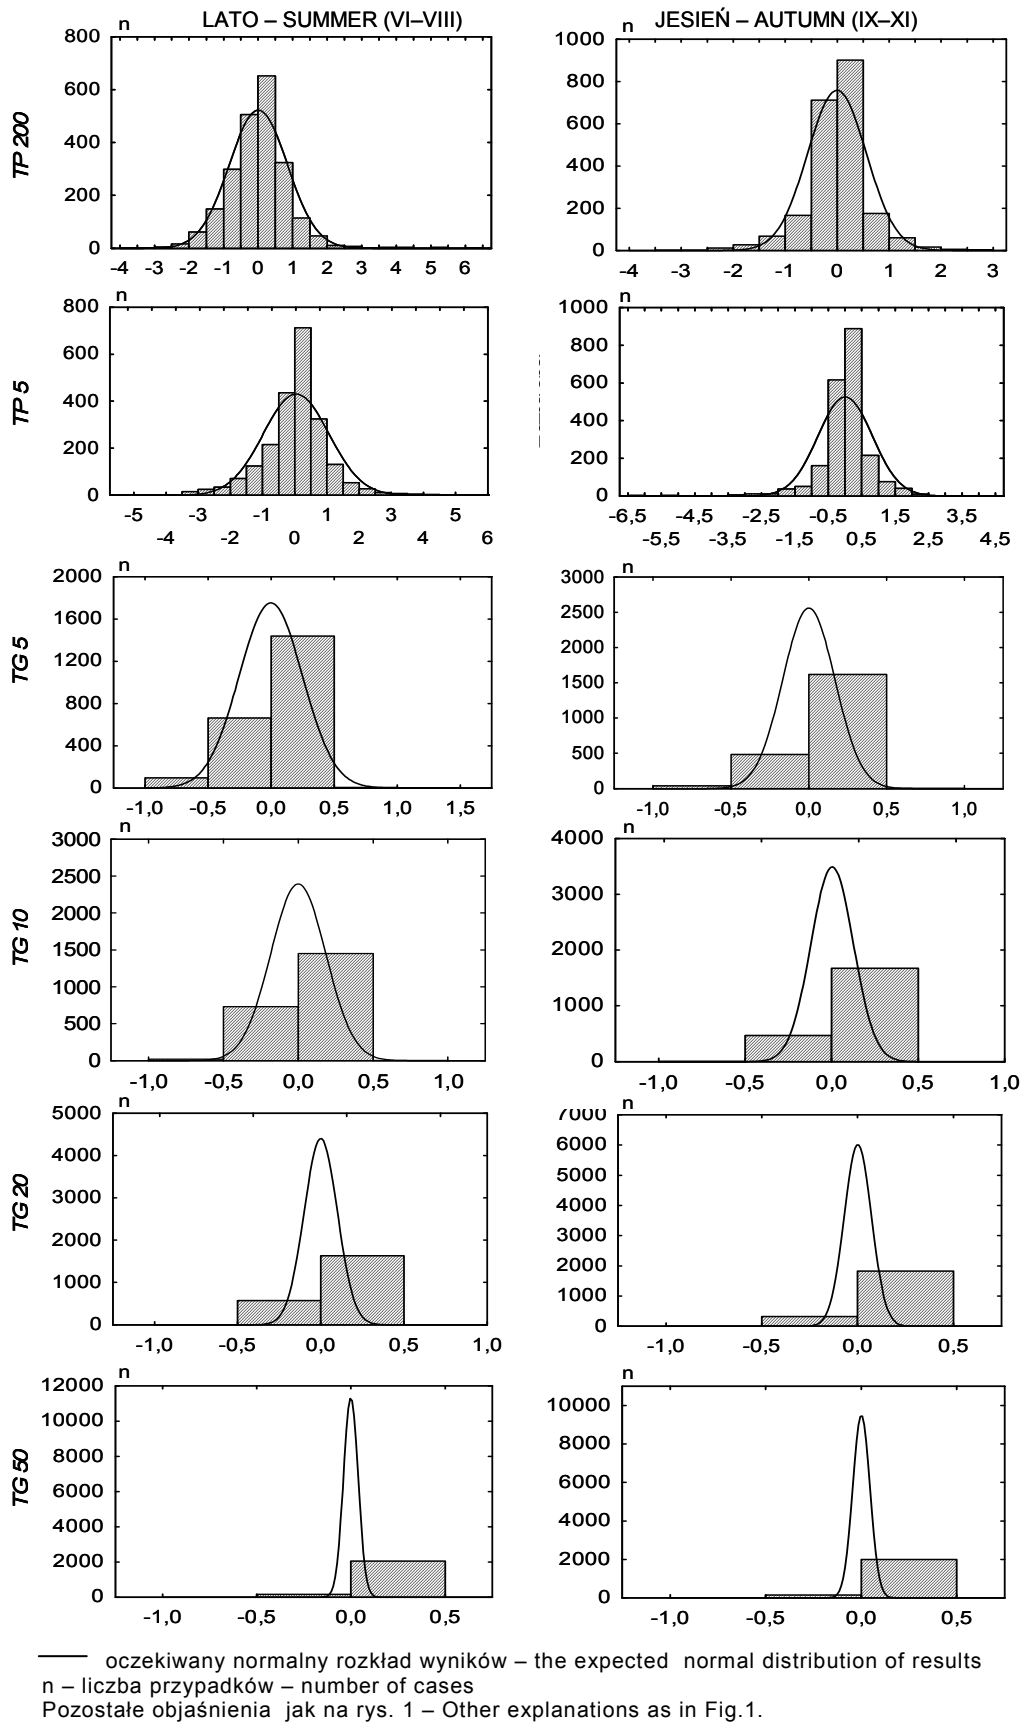 LATO – SUMMER (VI–VIII)
JESIEŃ – AUTUMN (IX–XI)
TP 200
n
800
600
400
200
0
-4 -3 -2 -1 0 1 2 3 4 5 6
n
1000
800
600
400
200
0
-4 -3 -2 -1 0 1 2 3
TP 5
n
800
600
400
200
0
-5 -3 -1 1 3 5
-4 -2 0 2 4 6
n
1000
800
600
400
200
0
-6,5 -4,5 -2,5 -0,5 1,5 3,5
-5,5 -3,5 -1,5 0,5 2,5 4,5
TG 5
n
2000
1600
1200
800
400
0
-1,0 -0,5 0,0 0,5 1,0 1,5
n
3000
2500
2000
1500
1000
500
0
-1,0 -0,5 0,0 0,5 1,0
TG 10
n
3000
2500
2000
1500
1000
500
0
-1,0 -0,5 0,0 0,5 1,0
n
4000
3000
2000
1000
0
-1,0 -0,5 0,0 0,5 1,0
TG 20
n
5000
4000
3000
2000
1000
0
-1,0 -0,5 0,0 0,5 1,0
n
7000
6000
5000
4000
3000
2000
1000
0
-1,0 -0,5 0,0 0,5
TG 50
n
12000
10000
8000
6000
4000
2000
0
-1,0 -0,5 0,0 0,5
n
10000
8000
6000
4000
2000
0
-1,0 -0,5 0,0 0,5
oczekiwany normalny rozkład wyników – the expected normal distribution of results
n – liczba przypadków – number of cases
Pozostałe objaśnienia jak na rys. 1 – Other explanations as in Fig.1.